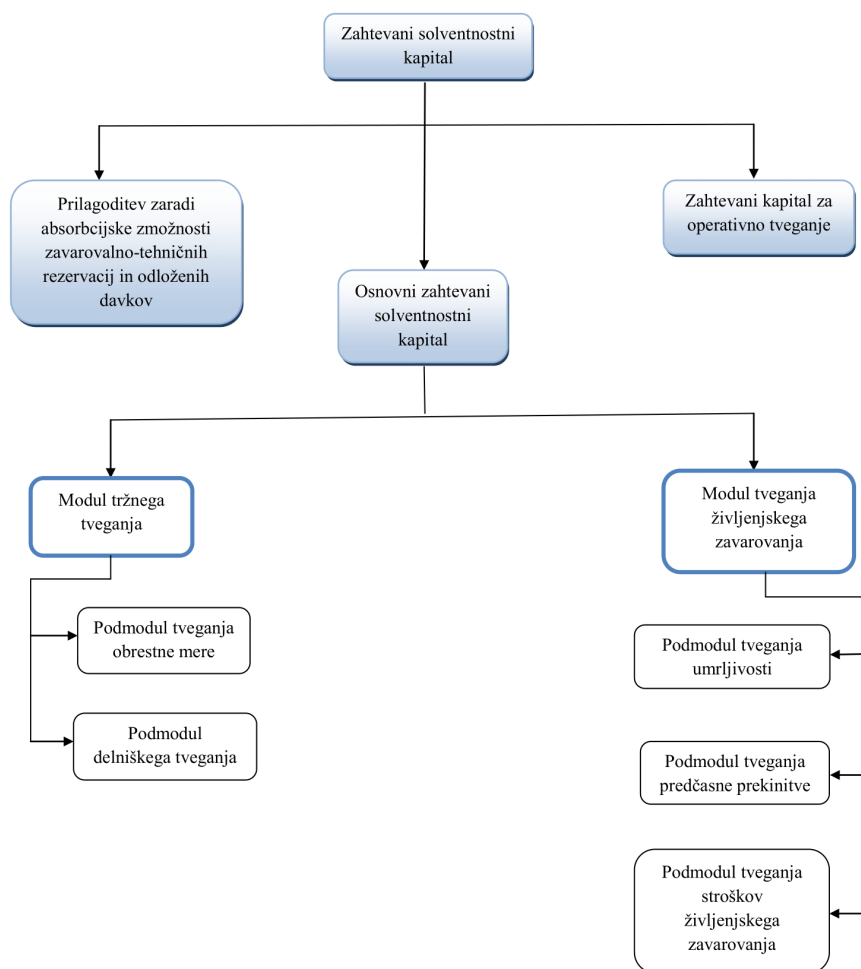 Zahtevani solventnostni
kapital
Prilagoditev zaradi
absorbcijske zmožnosti
zavarovalno-tehničnih
rezervacij in odloženih
davkov
Zahtevani kapital za
operativno tveganje
Osnovni zahtevani
solventnostni
kapital
Modul tržnega
tveganja
Modul tveganja
življenjskega
zavarovanja
Podmodul tveganja
obrestne mere
Podmodul
delniškega tveganja
Podmodul tveganja
umrljivosti
Podmodul tveganja
predčasne prekinitve
Podmodul tveganja
stroškov
življenjskega
zavarovanja